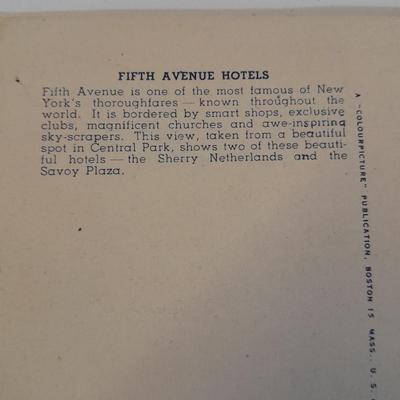 FIFTH AVENUE HOTELS
Fifth Avenue is one of the most famous of New
York's thoroughfares — known throughout the
world. It is bordered by smart shops, exclusive
clubs, magnificent churches and awe-inspiring
sky-scrapers. This view, taken from a beautiful
spot in Central Park, shows two of these beauti-
ful hotels — the Sherry Netherlands and the
Savoy Plaza.
A "COLOURPICTURE" PUBLICATION, BOSTON 15 MASS., U. S.